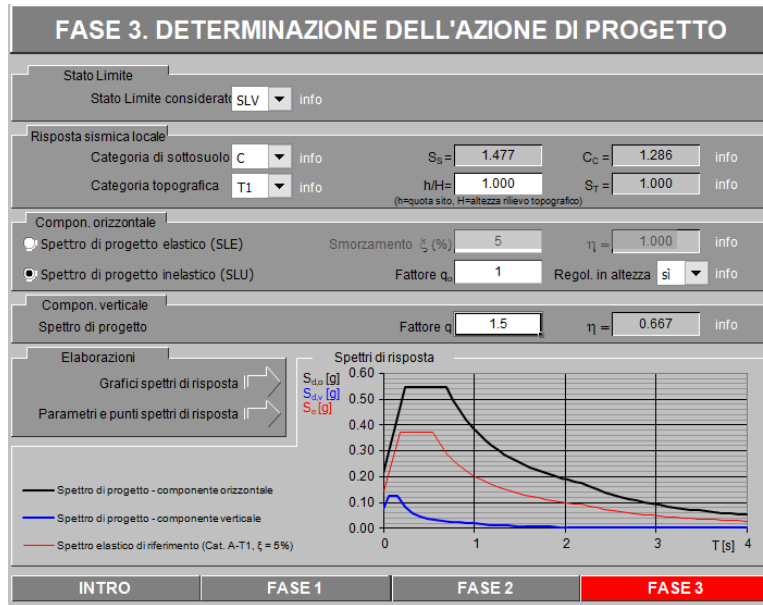 FASE 3. DETERMINAZIONE DELL'AZIONE DI PROGETTO
Stato Limite
Stato Limite considerato SLV info
Risposta sismica locale
Categoria di sottosuolo C info SS = 1.477 CC = 1.286 info
Categoria topografica T1 info h/H= 1.000 ST = 1.000 info
(h=quota sito, H=altezza rilievo topografico)
Compon. orizzontale
Spettro di progetto elastico (SLE) Smorzamento ξ (%) 5 η = 1.000 info
Spettro di progetto inelastico (SLU) Fattore qo 1 Regol. in altezza sì info
Compon. verticale
Spettro di progetto Fattore q 1.5 η = 0.667 info
Elaborazioni
Grafici spettri di risposta
Parametri e punti spettri di risposta
Spettri di risposta
Sd,o [g]
Sd,v [g]
Se [g]
0.60
0.50
0.40
0.30
0.20
0.10
0.00
0 1 2 3 T [s] 4
Spettro di progetto - componente orizzontale
Spettro di progetto - componente verticale
Spettro elastico di riferimento (Cat. A-T1, ξ = 5%)
INTRO FASE 1 FASE 2 FASE 3